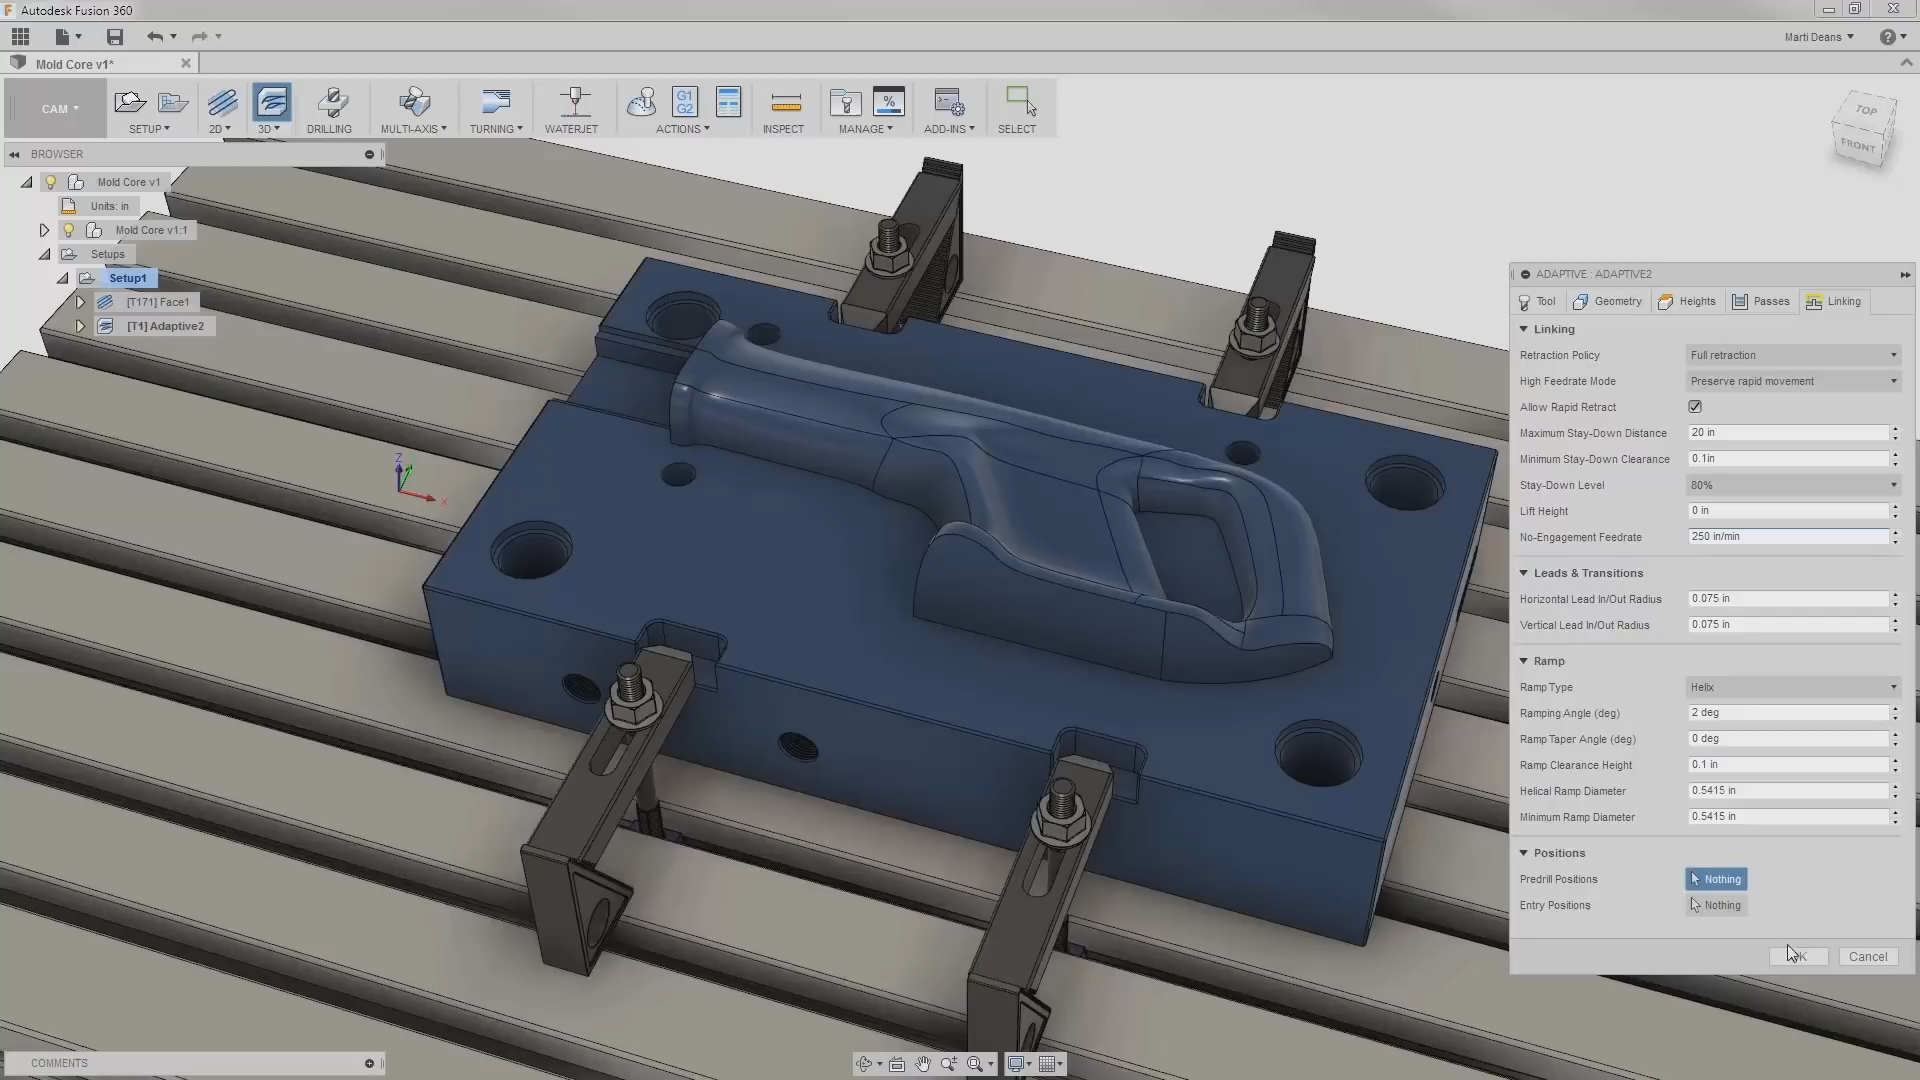 Autodesk Fusion 360
Marti Deans
Mold Core v1*
CAM
SETUP
2D
3D
DRILLING
MULTI-AXIS
TURNING
WATERJET
G1
G2
ACTIONS
INSPECT
%
MANAGE
ADD-INS
SELECT
TOP
FRONT
BROWSER
Mold Core v1
Units: in
Mold Core v1:1
Setups
Setup1
[T171] Face1
[T1] Adaptive2
Z
X
ADAPTIVE : ADAPTIVE2
Tool Geometry Heights Passes Linking
Linking
Retraction Policy Full retraction
High Feedrate Mode Preserve rapid movement
Allow Rapid Retract
Maximum Stay-Down Distance 20 in
Minimum Stay-Down Clearance 0.1in
Stay-Down Level 80%
Lift Height 0 in
No-Engagement Feedrate 250 in/min
Leads & Transitions
Horizontal Lead In/Out Radius 0.075 in
Vertical Lead In/Out Radius 0.075 in
Ramp
Ramp Type Helix
Ramping Angle (deg) 2 deg
Ramp Taper Angle (deg) 0 deg
Ramp Clearance Height 0.1 in
Helical Ramp Diameter 0.5415 in
Minimum Ramp Diameter 0.5415 in
Positions
Predrill Positions Nothing
Entry Positions Nothing
Cancel
COMMENTS